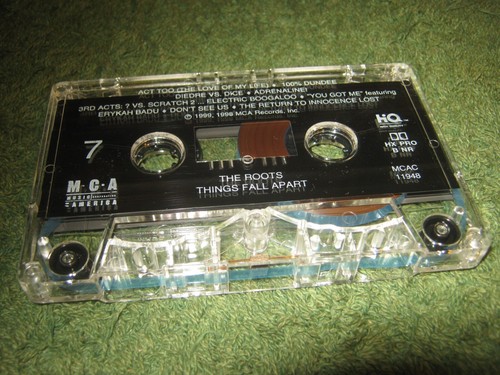 ACT TOO (THE LOVE OF MY LIFE) • 100% DUNDEE
DIEDRE VS. DICE • ADRENALINE!
3RD ACTS: ? VS. SCRATCH 2 ... ELECTRIC BOOGALOO • "YOU GOT ME" featuring
ERYKAH BADU • DON'T SEE US • THE RETURN TO INNOCENCE LOST
© 1999, 1998 MCA Records, Inc.
HQ
7
HX PRO
B NR
THE ROOTS
THINGS FALL APART
M•C•A
MUSIC
AMERICA
MCAC
11948